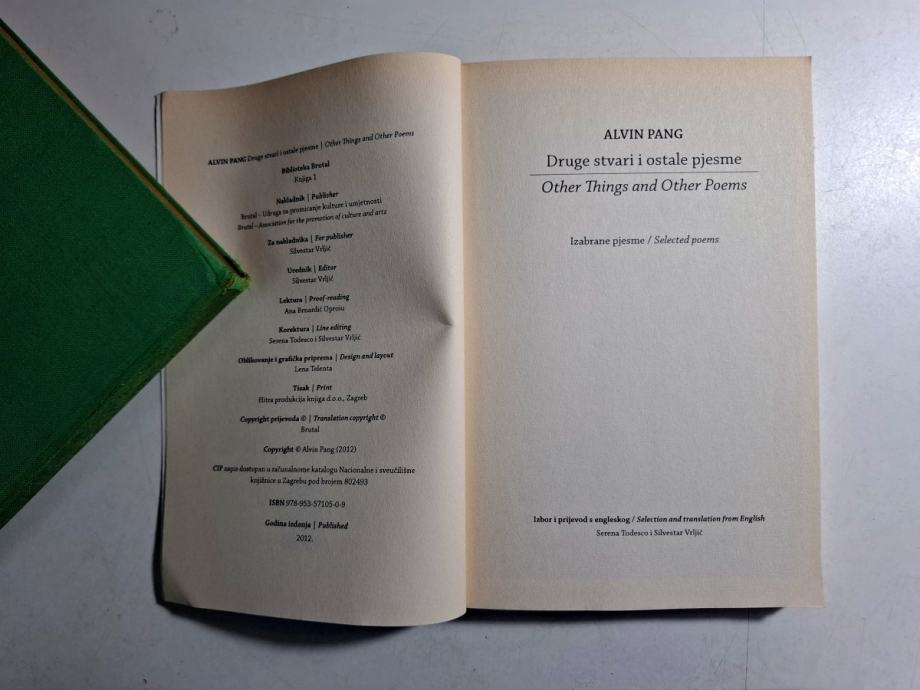 ALVIN PANG Druge stvari i ostale pjesme | Other Things and Other Poems
Biblioteka Brutal
Knjiga 1
Nakladnik | Publisher
Brutal – Udruga za promicanje kulture i umjetnosti
Brutal – Association for the promotion of culture and arts
Za nakladnika | For publisher
Silvestar Vrljić
Urednik | Editor
Silvestar Vrljić
Lektura | Proof-reading
Ana Brnardić Oproiu
Korektura | Line editing
Serena Todesco i Silvestar Vrljić
Oblikovanje i grafička priprema | Design and layout
Lena Telenta
Tisak | Print
Hitra produkcija knjiga d.o.o., Zagreb
Copyright prijevoda © | Translation copyright ©
Brutal
Copyright © Alvin Pang (2012)
CIP zapis dostupan u računalnome katalogu Nacionalne i sveučilišne
knjižnice u Zagrebu pod brojem 802493
ISBN 978-953-57105-0-9
Godina izdanja | Published
2012.
ALVIN PANG
Druge stvari i ostale pjesme
Other Things and Other Poems
Izabrane pjesme / Selected poems
Izbor i prijevod s engleskog / Selection and translation from English
Serena Todesco i Silvestar Vrljić